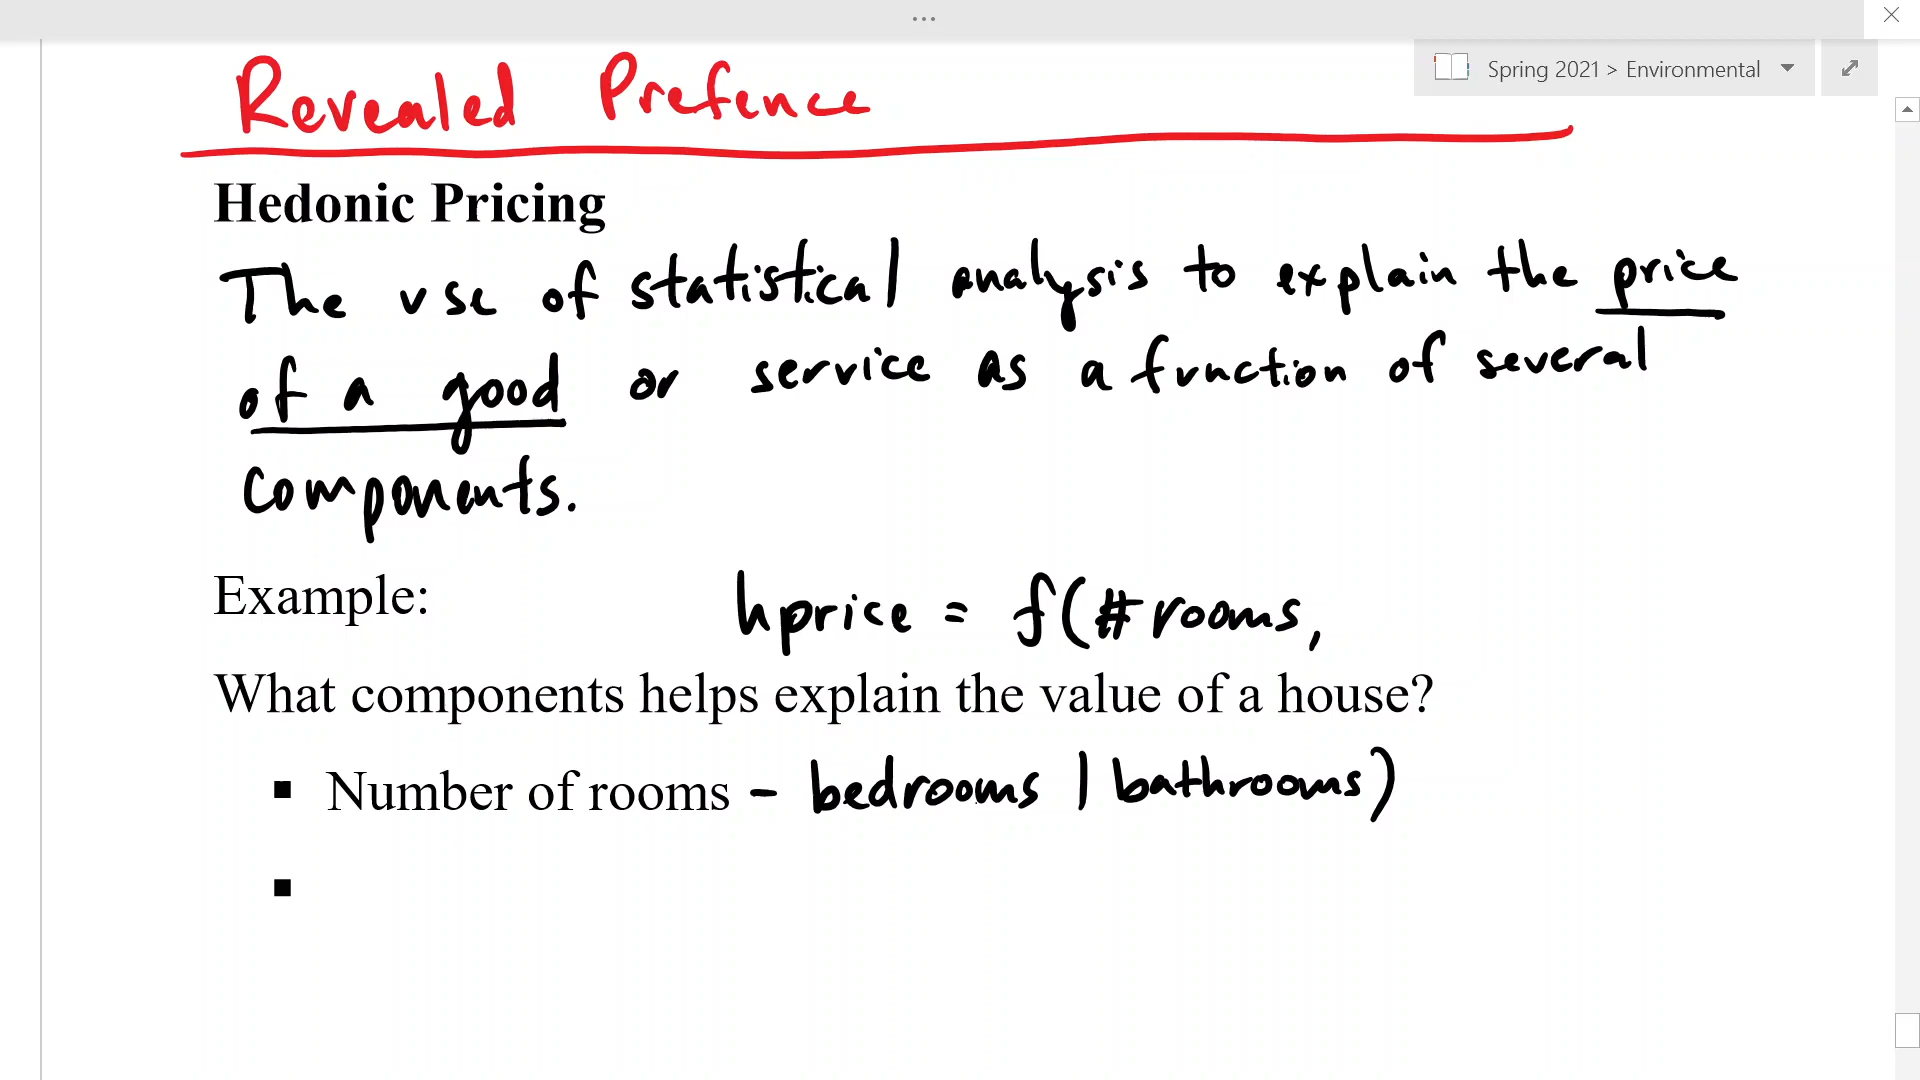 ...
Spring 2021 > Environmental
Revealed Prefence
Hedonic Pricing
The use of statistical analysis to explain the price
of a good or service as a function of several
components.
Example: hprice = f(#rooms,
What components helps explain the value of a house?
▪ Number of rooms - bedrooms | bathrooms)
▪